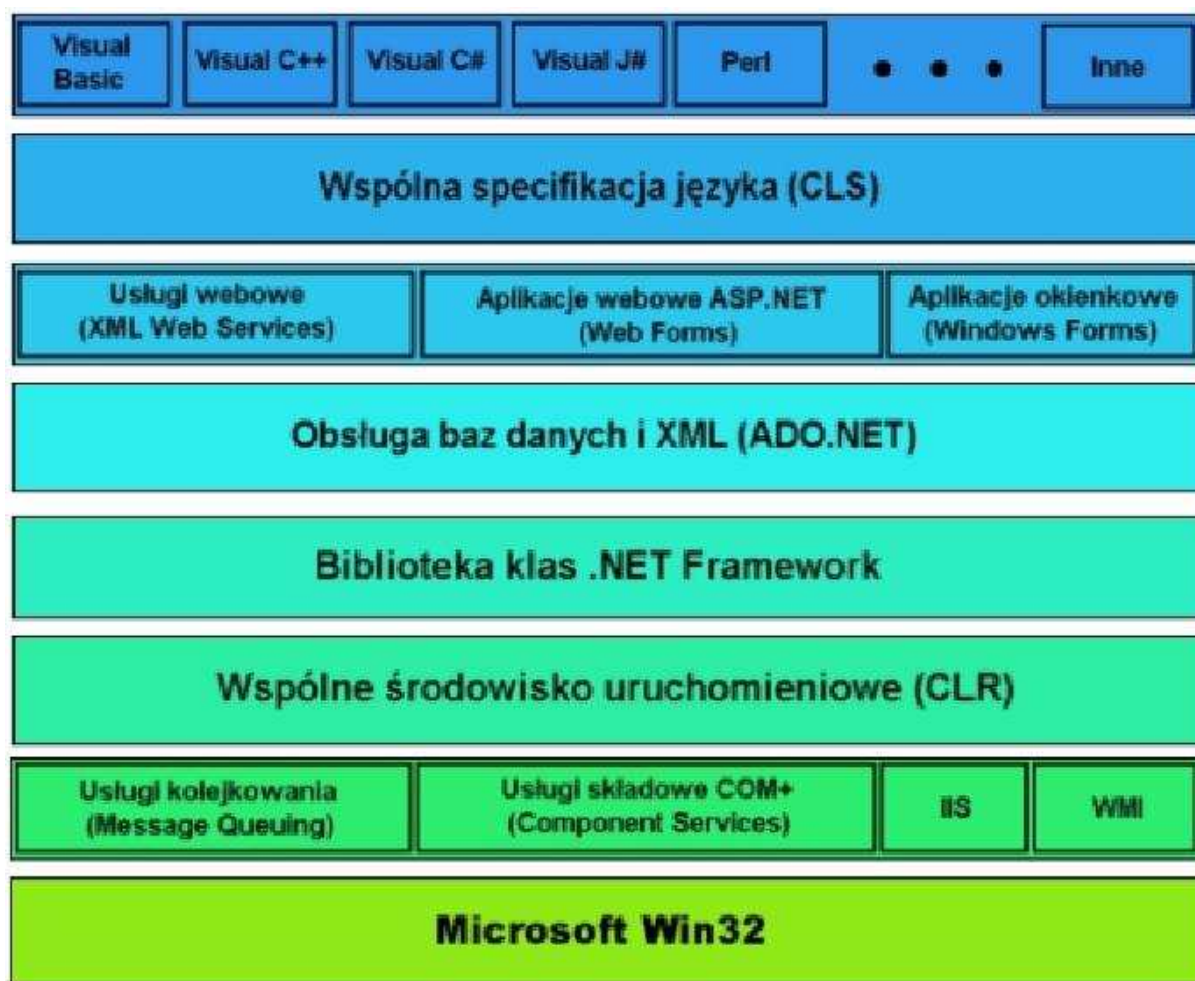 Visual
Basic
Visual C++
Visual C#
Visual J#
Perl
• • •
Inne
Wspólna specifikacja języka (CLS)
Usługi webowe
(XML Web Services)
Aplikacje webowe ASP.NET
(Web Forms)
Aplikacje okienkowe
(Windows Forms)
Obsługa baz danych i XML (ADO.NET)
Biblioteka klas .NET Framework
Wspólne środowisko uruchomieniowe (CLR)
Usługi kolejkowania
(Message Queuing)
Usługi składowe COM+
(Component Services)
IIS
WMI
Microsoft Win32